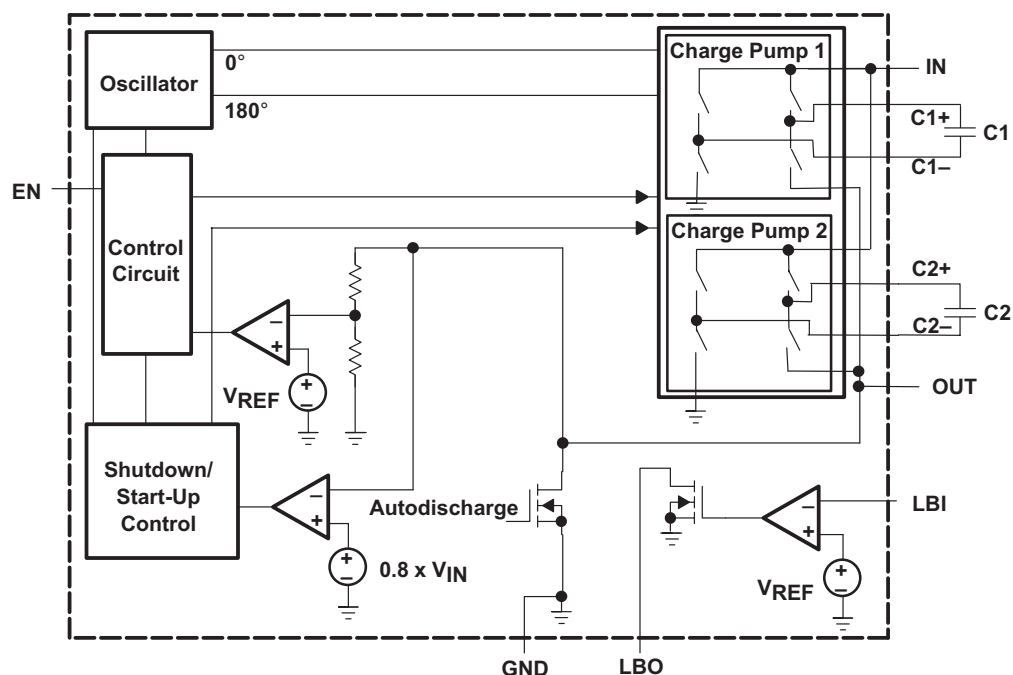 Oscillator
0°
180°
Charge Pump 1
IN
C1+
C1
C1–
EN
Control
Circuit
Charge Pump 2
C2+
C2
C2–
OUT
–
+
+
–
VREF
Shutdown/
Start-Up
Control
–
+
+
–
0.8 x VIN
Autodischarge
LBI
–
+
+
–
VREF
GND
LBO